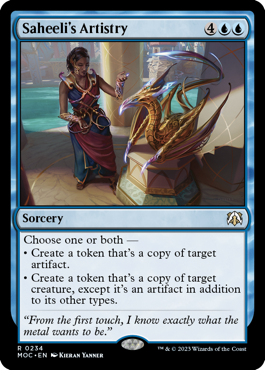 Saheeli's Artistry 4
Sorcery
Choose one or both —
• Create a token that's a copy of target
artifact.
• Create a token that's a copy of target
creature, except it's an artifact in addition
to its other types.
"From the first touch, I know exactly what the
metal wants to be."
R 0234
MOC • EN KIERAN YANNER
™ & © 2023 Wizards of the Coast